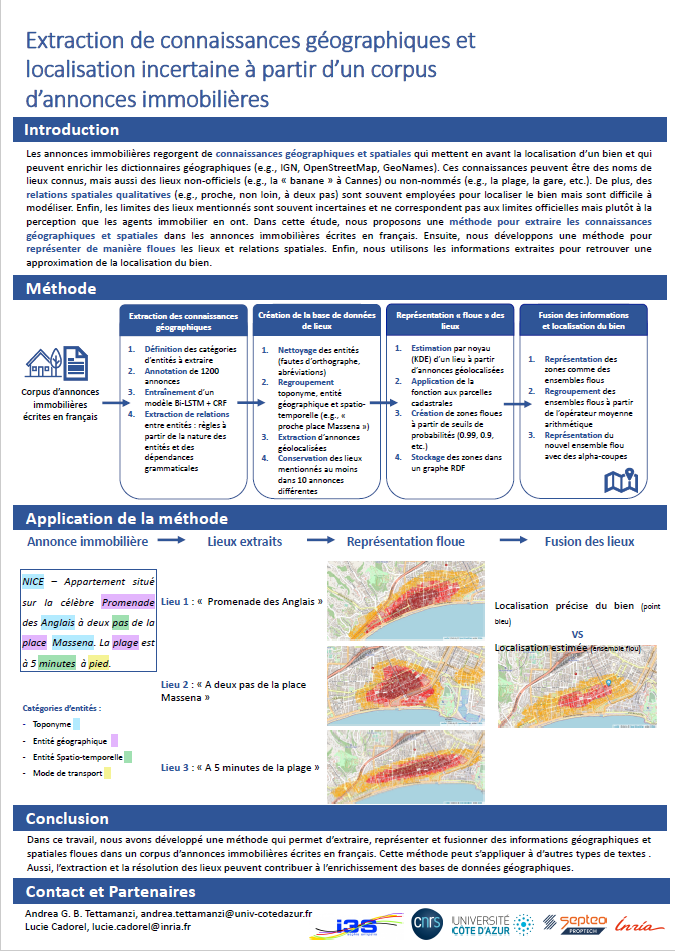 Extraction de connaissances géographiques et
localisation incertaine à partir d'un corpus
d'annonces immobilières
Introduction
Les annonces immobilières regorgent de connaissances géographiques et spatiales qui mettent en avant la localisation d'un bien et qui
peuvent enrichir les dictionnaires géographiques (e.g., IGN, OpenStreetMap, GeoNames). Ces connaissances peuvent être des noms de
lieux connus, mais aussi des lieux non-officiels (e.g., la « banane » à Cannes) ou non-nommés (e.g., la plage, la gare, etc.). De plus, des
relations spatiales qualitatives (e.g., proche, non loin, à deux pas) sont souvent employées pour localiser le bien mais sont difficile à
modéliser. Enfin, les limites des lieux mentionnés sont souvent incertaines et ne correspondent pas aux limites officielles mais plutôt à la
perception que les agents immobilier en ont. Dans cette étude, nous proposons une méthode pour extraire les connaissances
géographiques et spatiales dans les annonces immobilières écrites en français. Ensuite, nous développons une méthode pour
représenter de manière floues les lieux et relations spatiales. Enfin, nous utilisons les informations extraites pour retrouver une
approximation de la localisation du bien.
Méthode
Corpus d'annonces
immobilières
écrites en français
Extraction des connaissances
géographiques
1. Définition des catégories
d'entités à extraire
2. Annotation de 1200
annonces
3. Entraînement d'un
modèle Bi-LSTM + CRF
4. Extraction de relations
entre entités : règles à
partir de la nature des
entités et des
dépendances
grammaticales
Création de la base de données
de lieux
1. Nettoyage des entités
(fautes d'orthographe,
abréviations)
2. Regroupement
toponyme, entité
géographique et spatio-
temporelle (e.g., «
proche place Massena »)
3. Extraction d'annonces
géolocalisées
4. Conservation des lieux
mentionnés au moins
dans 10 annonces
différentes
Représentation « floue » des
lieux
1. Estimation par noyau
(KDE) d'un lieu à partir
d'annonces géolocalisées
2. Application de la
fonction aux parcelles
cadastrales
3. Création de zones floues
à partir de seuils de
probabilités (0.99, 0.9,
etc.)
4. Stockage des zones dans
un graphe RDF
Fusion des informations
et localisation du bien
1. Représentation des
zones comme des
ensembles flous
2. Regroupement des
ensembles flous à partir
de l'opérateur moyenne
arithmétique
3. Représentation du
nouvel ensemble flou
avec des alpha-coupes
Application de la méthode
Annonce immobilière
Lieux extraits
Représentation floue
Fusion des lieux
NICE – Appartement situé
sur la célèbre Promenade
des Anglais à deux pas de la
place Massena. La plage est
à 5 minutes à pied.
Catégories d'entités :
- Toponyme
- Entité géographique
- Entité Spatio-temporelle
- Mode de transport
Lieu 1 : « Promenade des Anglais »
Lieu 2 : « A deux pas de la place
Massena »
Lieu 3 : « A 5 minutes de la plage »
Localisation précise du bien (point
bleu)
VS
Localisation estimée (ensemble flou)
Conclusion
Dans ce travail, nous avons développé une méthode qui permet d'extraire, représenter et fusionner des informations géographiques et
spatiales floues dans un corpus d'annonces immobilières écrites en français. Cette méthode peut s'appliquer à d'autres types de textes .
Aussi, l'extraction et la résolution des lieux peuvent contribuer à l'enrichissement des bases de données géographiques.
Contact et Partenaires
Andrea G. B. Tettamanzi, andrea.tettamanzi@univ-cotedazur.fr
Lucie Cadorel, lucie.cadorel@inria.fr
i3S
cnrs
UNIVERSITÉ
CÔTE D'AZUR
septeo
PROPTECH
Inria